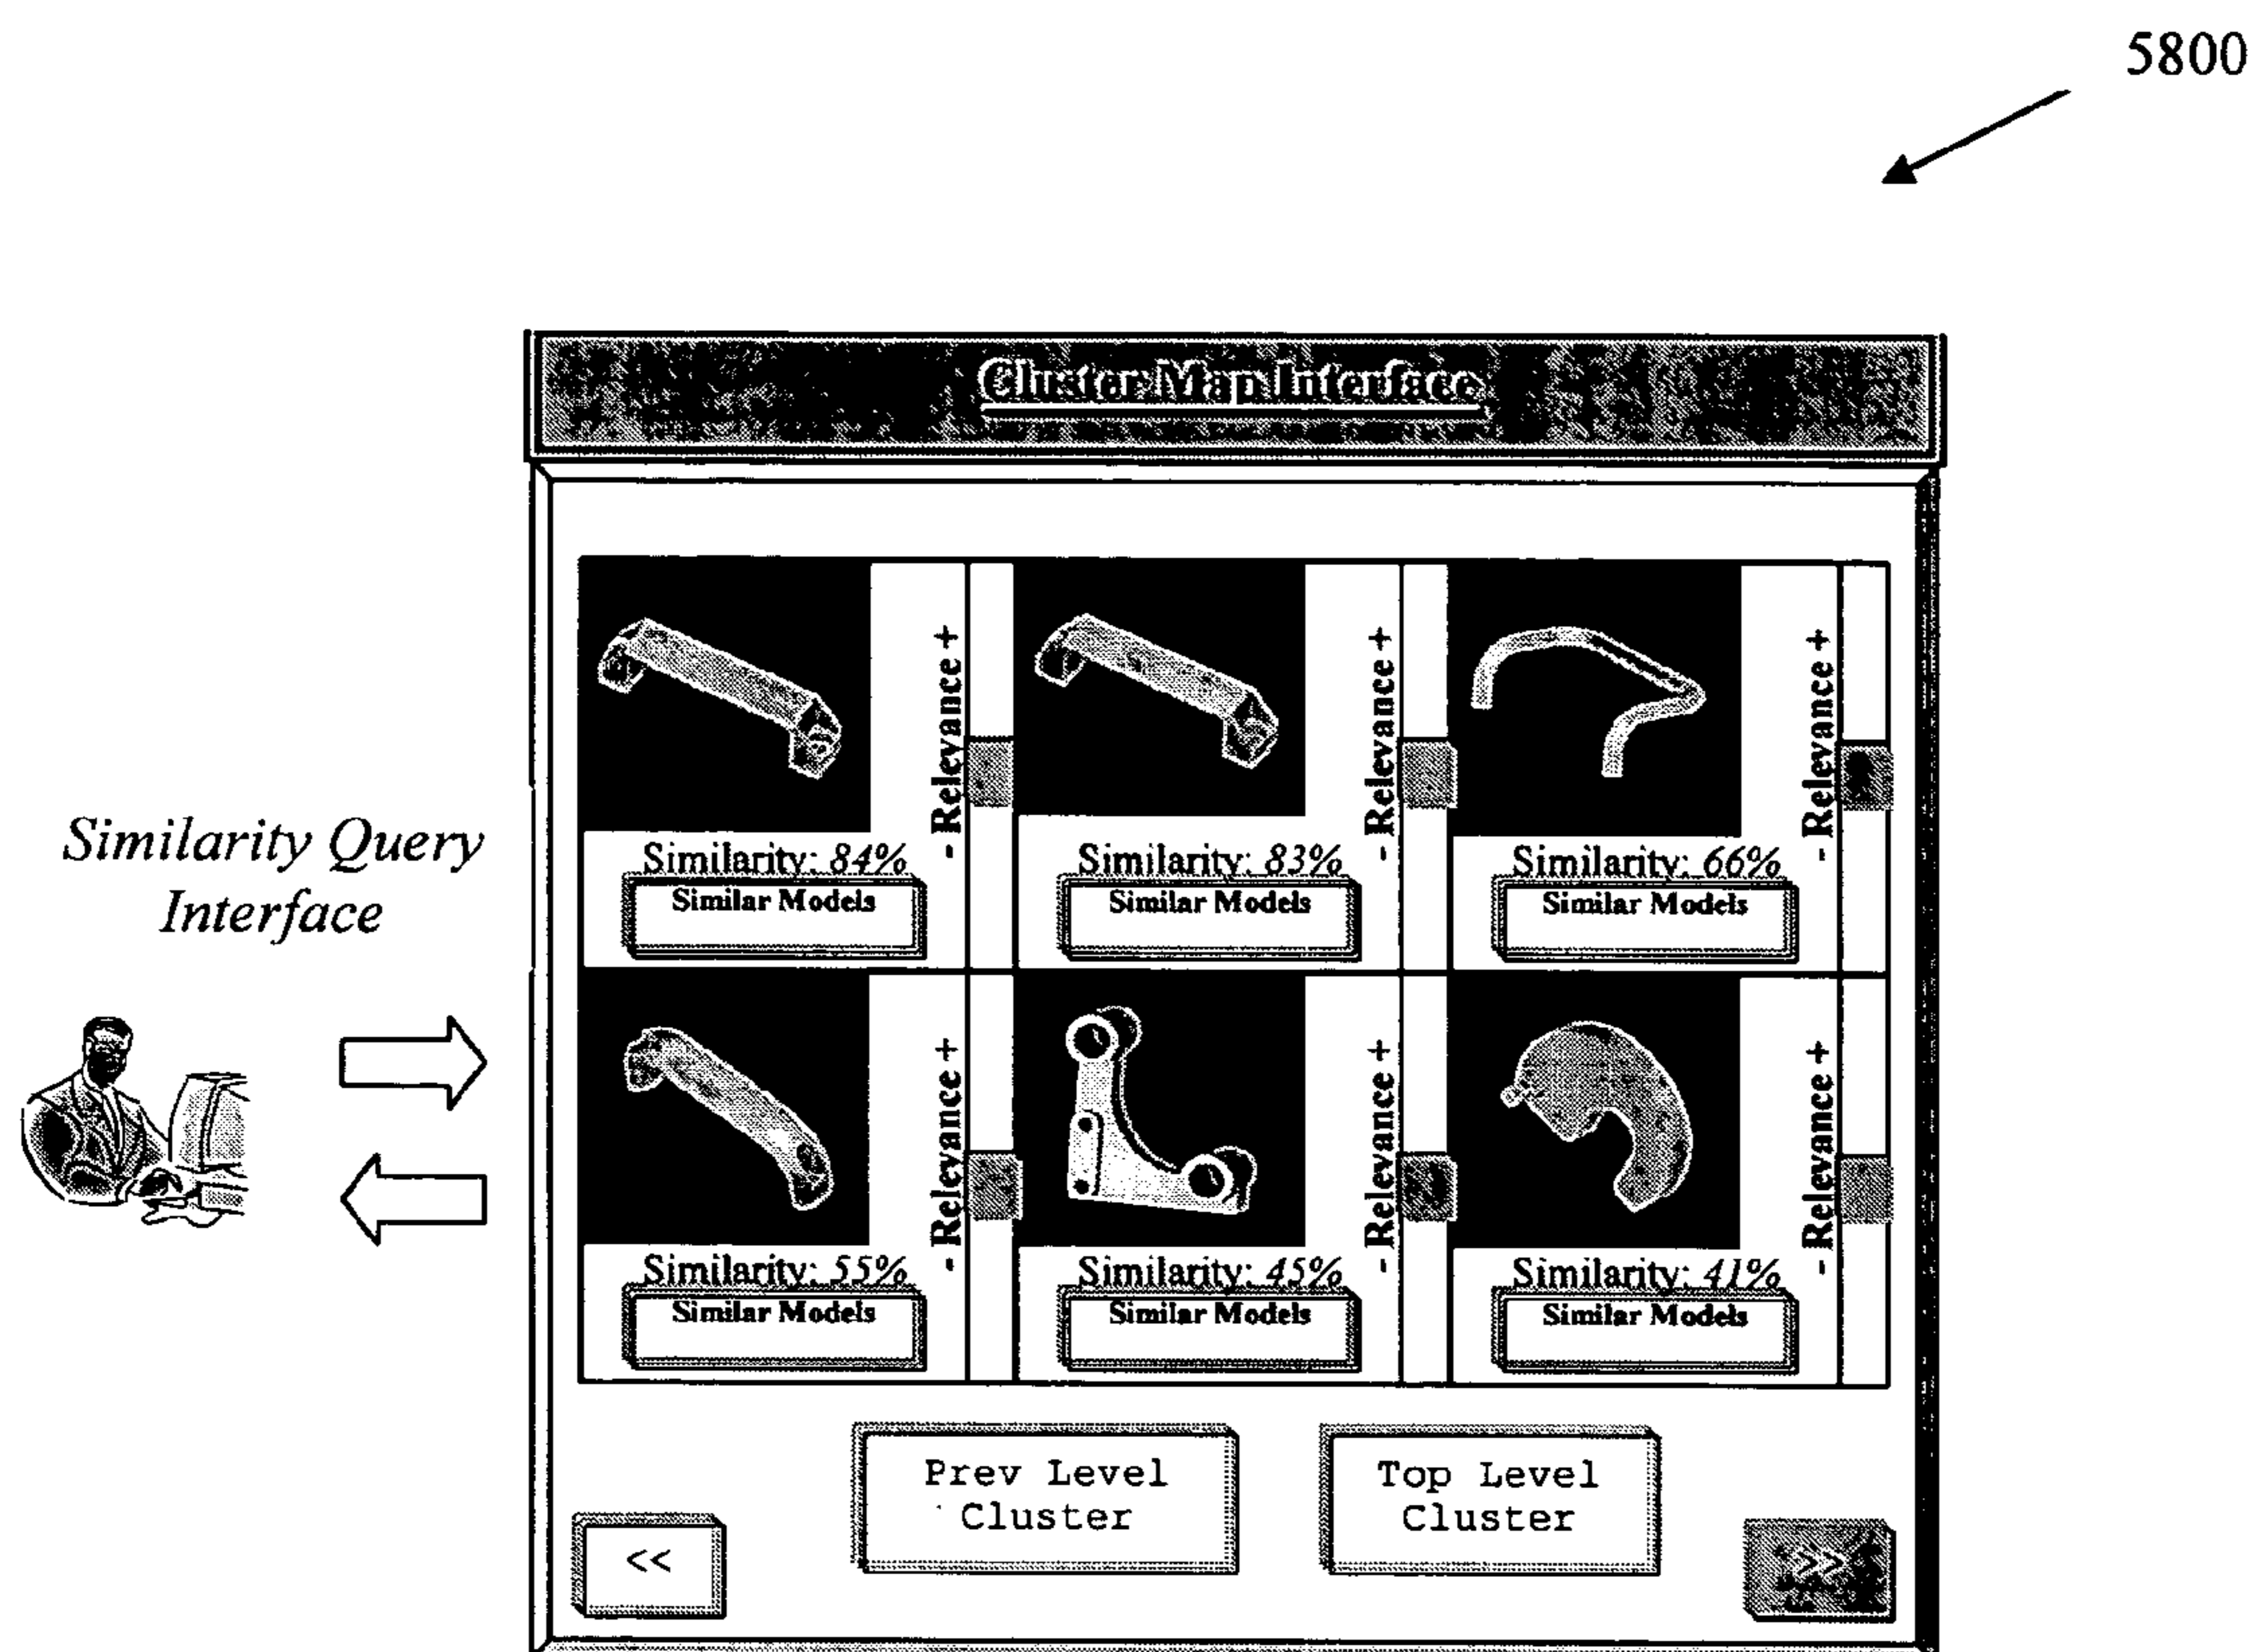 5800
Cluster Map Interface
Similarity Query
Interface
- Relevance +
- Relevance +
- Relevance +
Similarity: 84%
Similarity: 83%
Similarity: 66%
Similar Models
Similar Models
Similar Models
- Relevance +
- Relevance +
- Relevance +
Similarity: 55%
Similarity: 45%
Similarity: 41%
Similar Models
Similar Models
Similar Models
Prev Level
Cluster
Top Level
Cluster
<<
>>